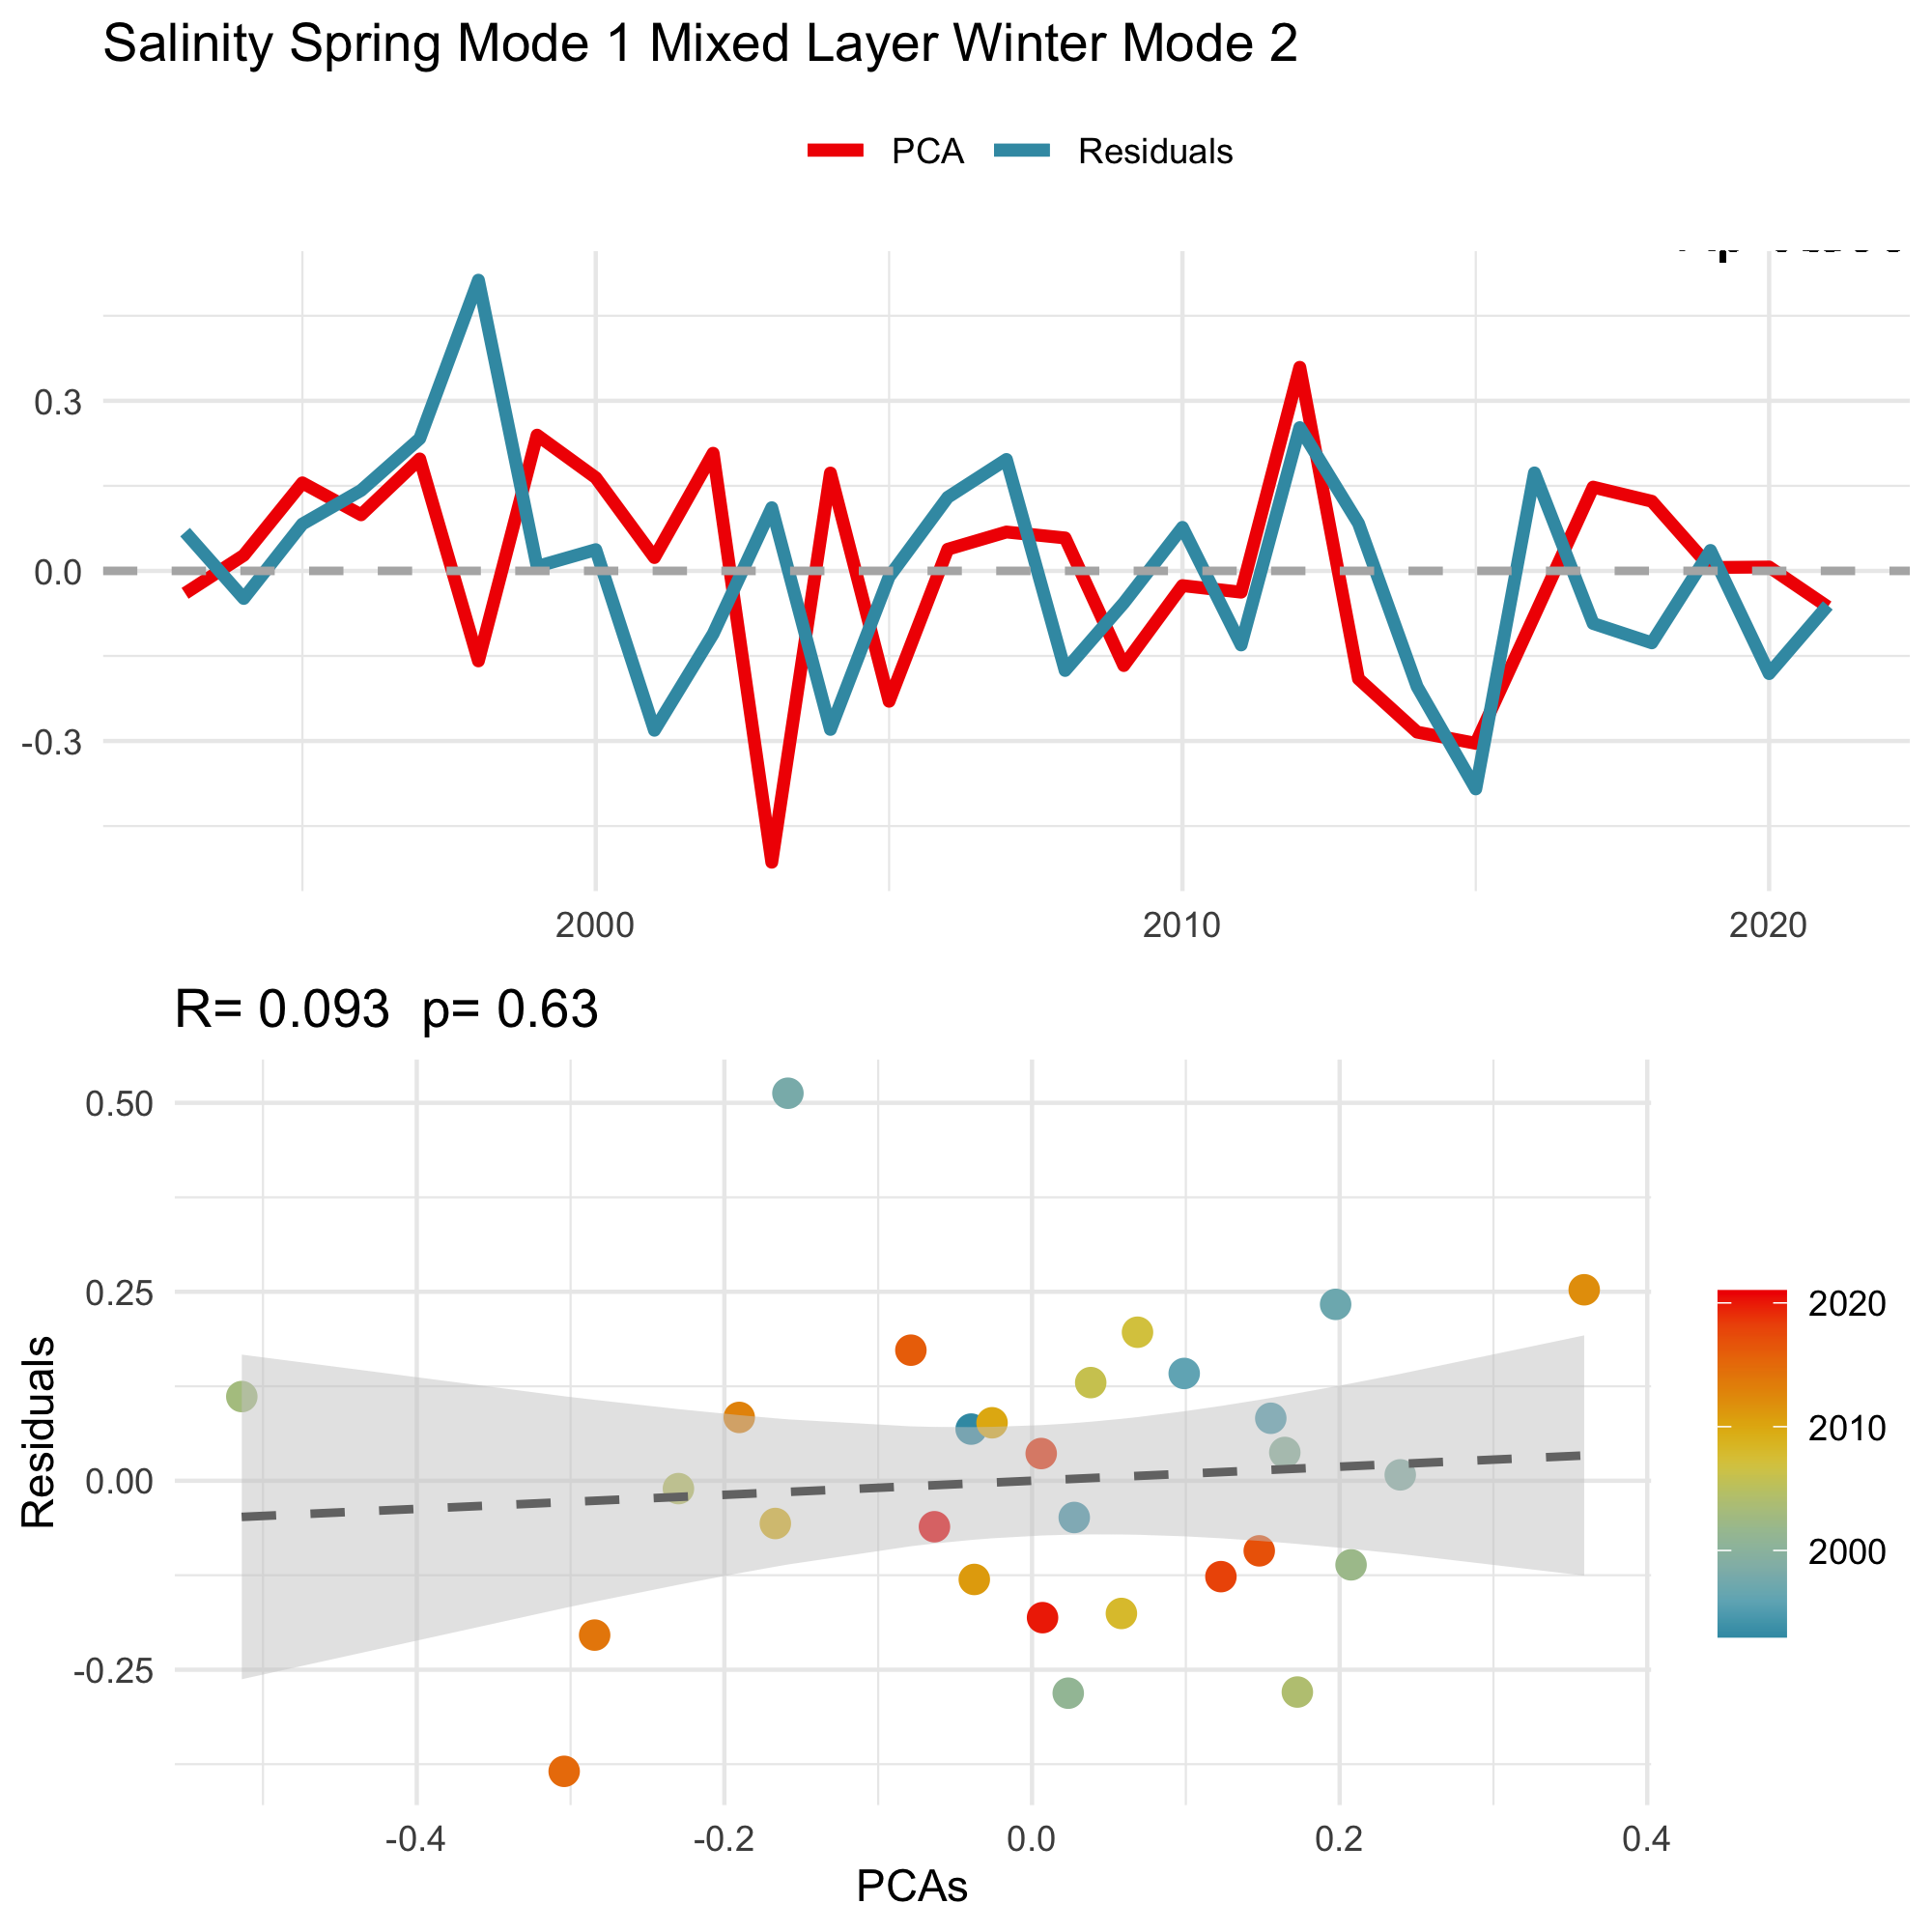 Salinity Spring Mode 1 Mixed Layer Winter Mode 2
PCA Residuals
0.3
0.0
-0.3
2000 2010 2020
R= 0.093 p= 0.63
Residuals
0.50
0.25
0.00
-0.25
-0.4 -0.2 0.0 0.2 0.4
PCAs
2020
2010
2000